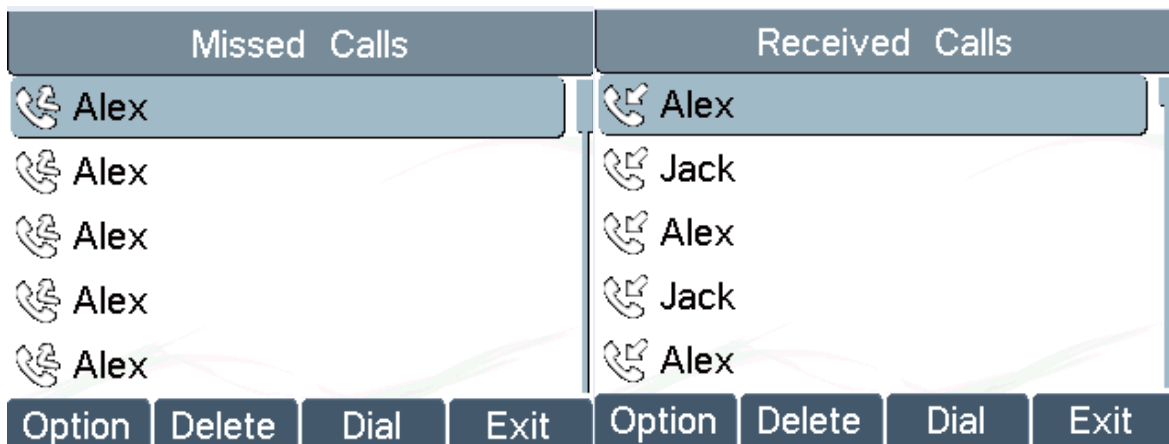 Missed Calls
Alex
Alex
Alex
Alex
Alex
Option Delete Dial Exit
Received Calls
Alex
Jack
Alex
Jack
Alex
Option Delete Dial Exit